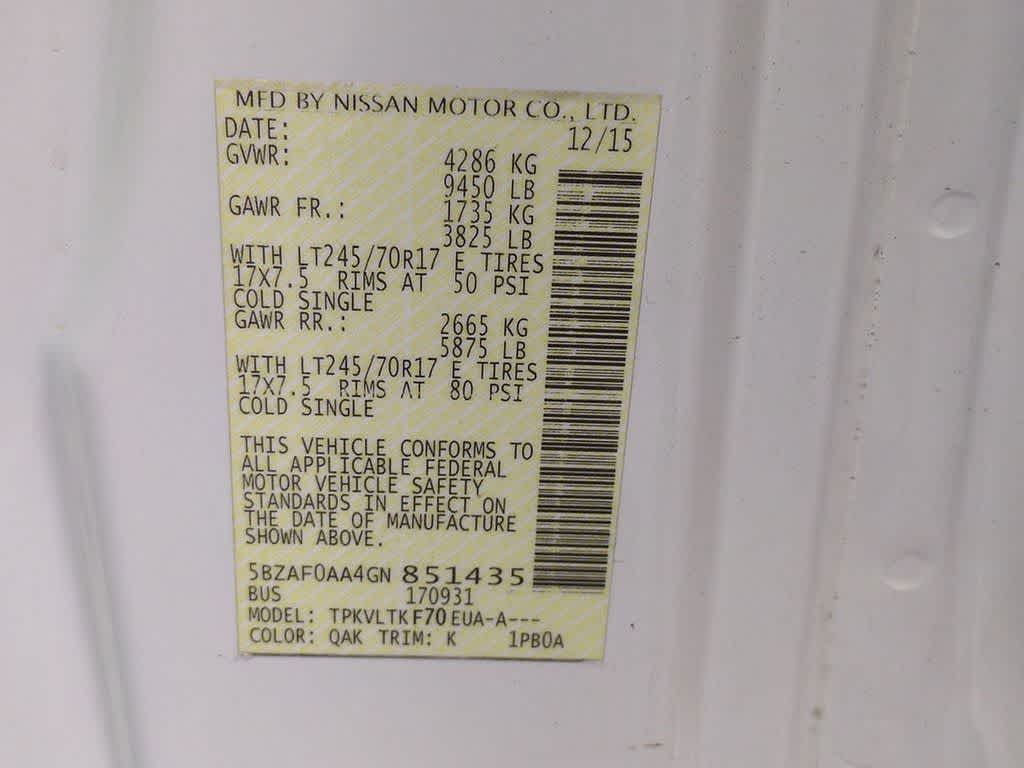 MFD BY NISSAN MOTOR CO., LTD.
DATE: 12/15
GVWR: 4286 KG
9450 LB
GAWR FR.: 1735 KG
3825 LB
WITH LT245/70R17 E TIRES
17X7.5 RIMS AT 50 PSI
COLD SINGLE
GAWR RR.: 2665 KG
5875 LB
WITH LT245/70R17 E TIRES
17X7.5 RIMS AT 80 PSI
COLD SINGLE
THIS VEHICLE CONFORMS TO
ALL APPLICABLE FEDERAL
MOTOR VEHICLE SAFETY
STANDARDS IN EFFECT ON
THE DATE OF MANUFACTURE
SHOWN ABOVE.
5BZAF0AA4GN 851435
BUS 170931
MODEL: TPKVLTK F70 EUA-A---
COLOR: QAK TRIM: K 1PB0A